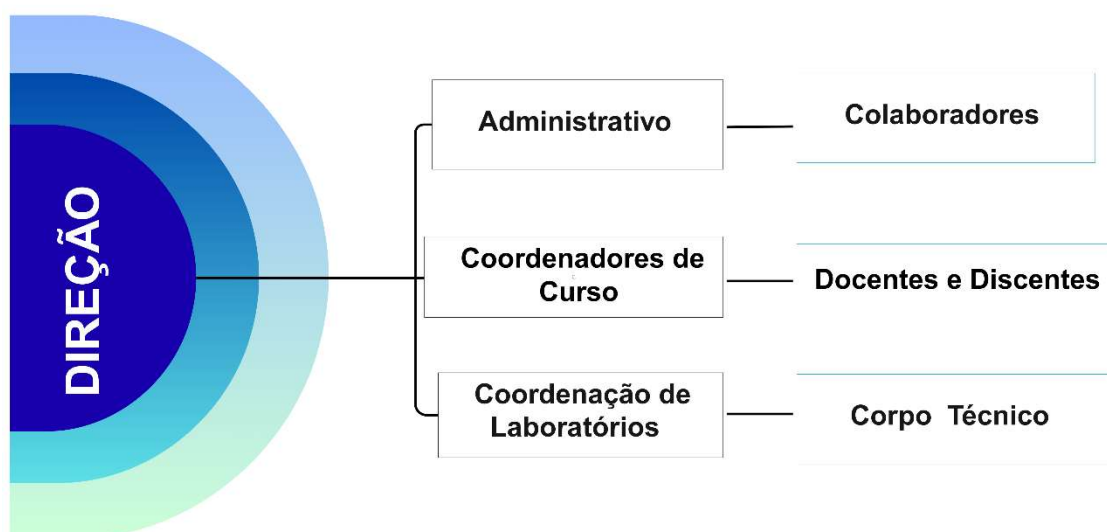 DIREÇÃO
Administrativo
Colaboradores
Coordenadores de
Curso
Docentes e Discentes
Coordenação de
Laboratórios
Corpo Técnico